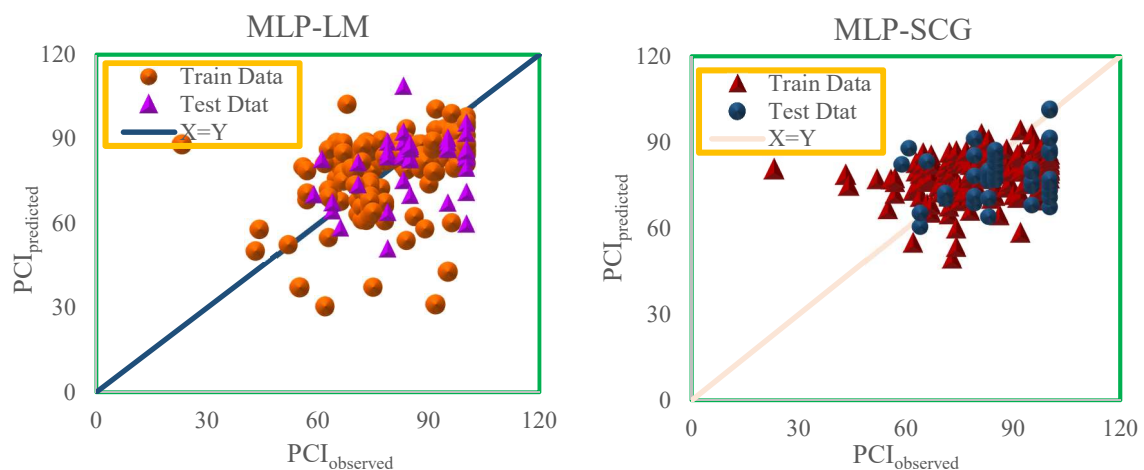 MLP-LM
120
90
60
30
0
0
30
60
90
120
PCIpredicted
PCIobserved
Train Data
Test Dtat
X=Y
MLP-SCG
120
90
60
30
0
0
30
60
90
120
PCIpredicted
PCIobserved
Train Data
Test Dtat
X=Y